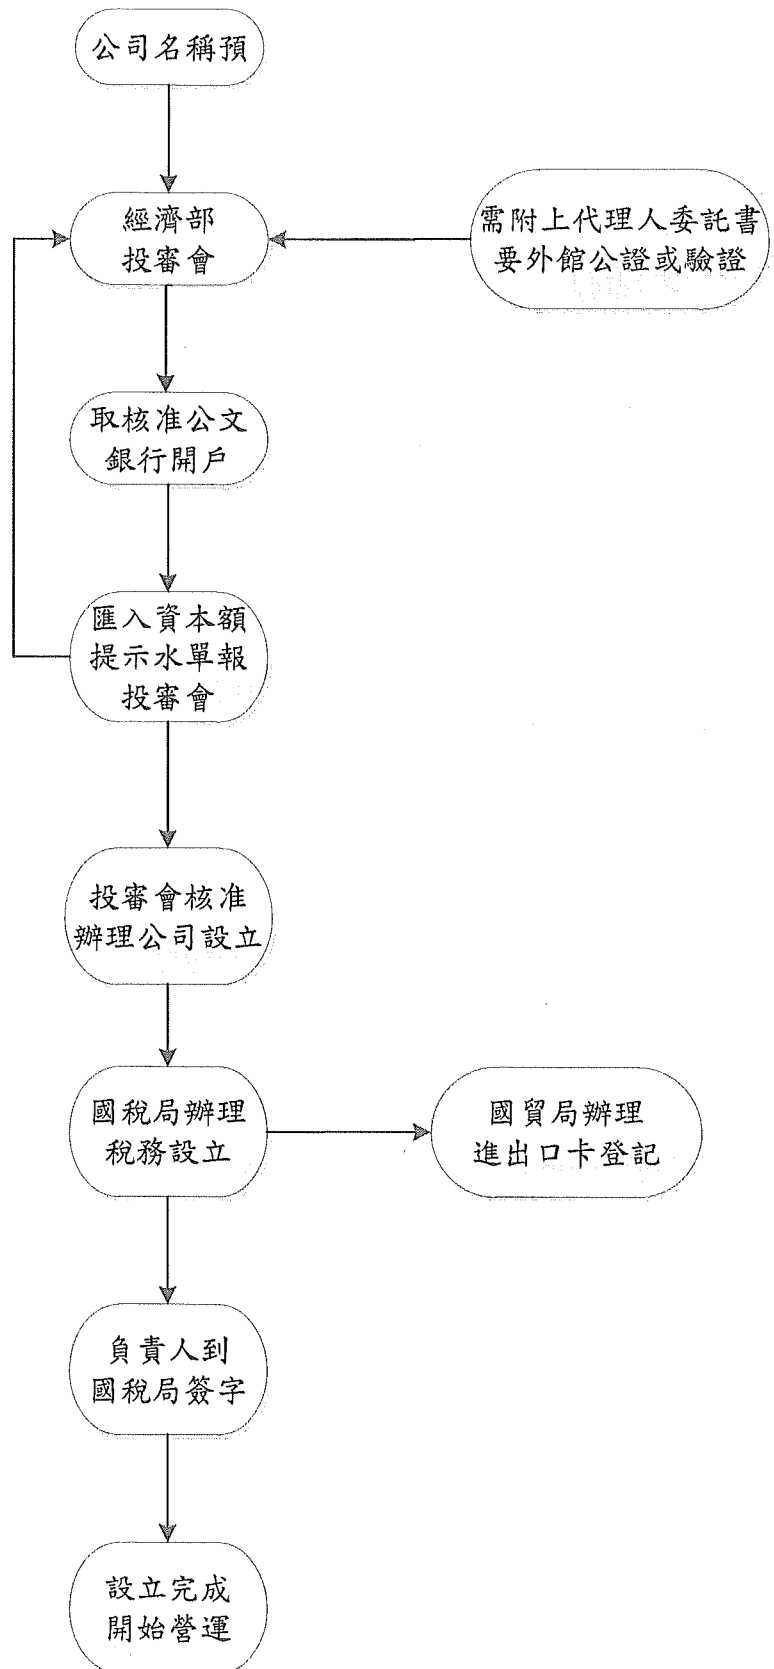 公司名稱預
經濟部
投審會
需附上代理人委託書
要外館公證或驗證
取核准公文
銀行開戶
匯入資本額
提示水單報
投審會
投審會核准
辦理公司設立
國稅局辦理
稅務設立
國貿局辦理
進出口卡登記
負責人到
國稅局簽字
設立完成
開始營運